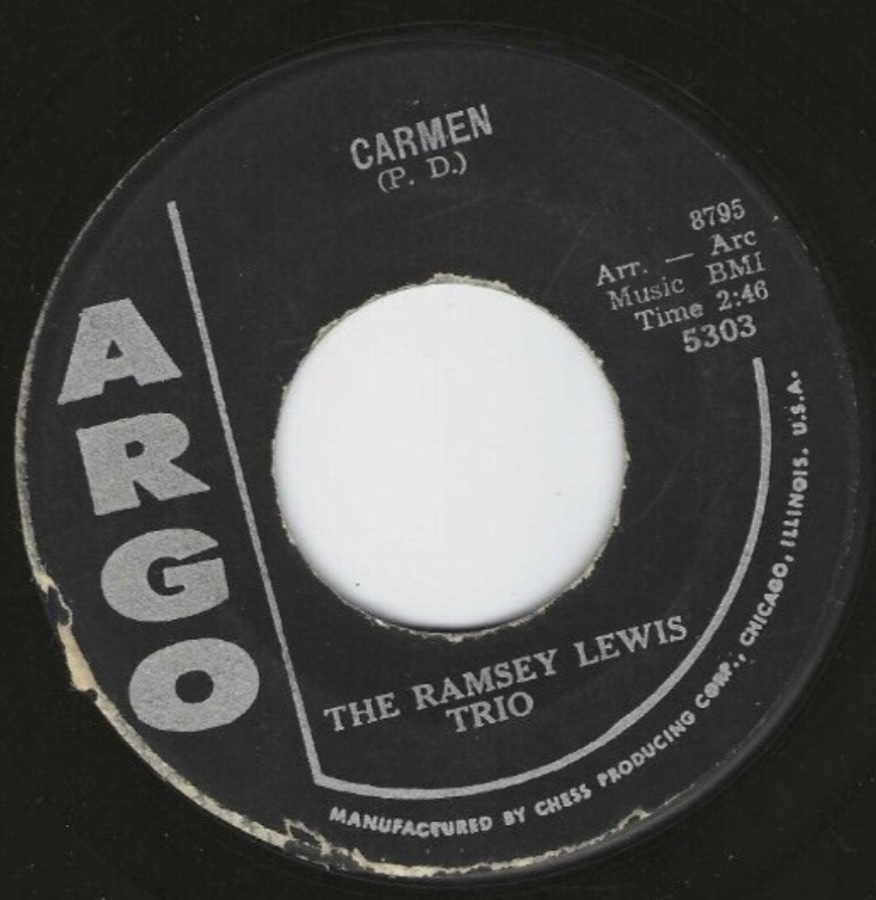 CARMEN
(P. D.)
8795
Arr. — Arc
Music BMI
Time 2:46
5303
ARGO
THE RAMSEY LEWIS
TRIO
MANUFACTURED BY CHESS PRODUCING CORP., CHICAGO, ILLINOIS. U.S.A.